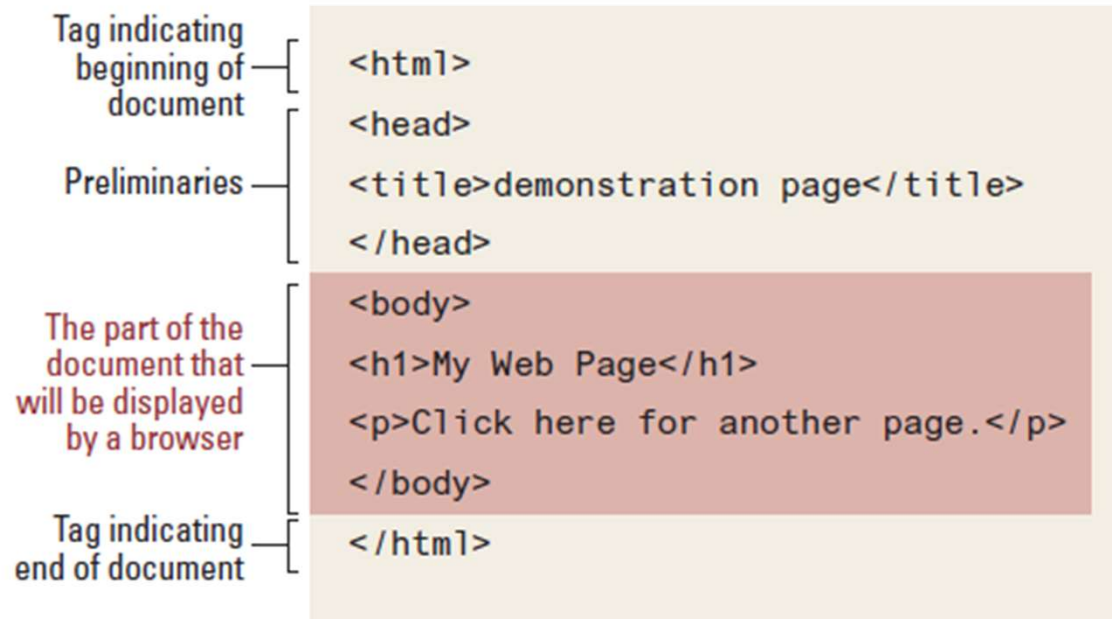 Tag indicating
beginning of
document
<html>
Preliminaries
<head>
<title>demonstration page</title>
</head>
The part of the
document that
will be displayed
by a browser
<body>
<h1>My Web Page</h1>
<p>Click here for another page.</p>
</body>
Tag indicating
end of document
</html>